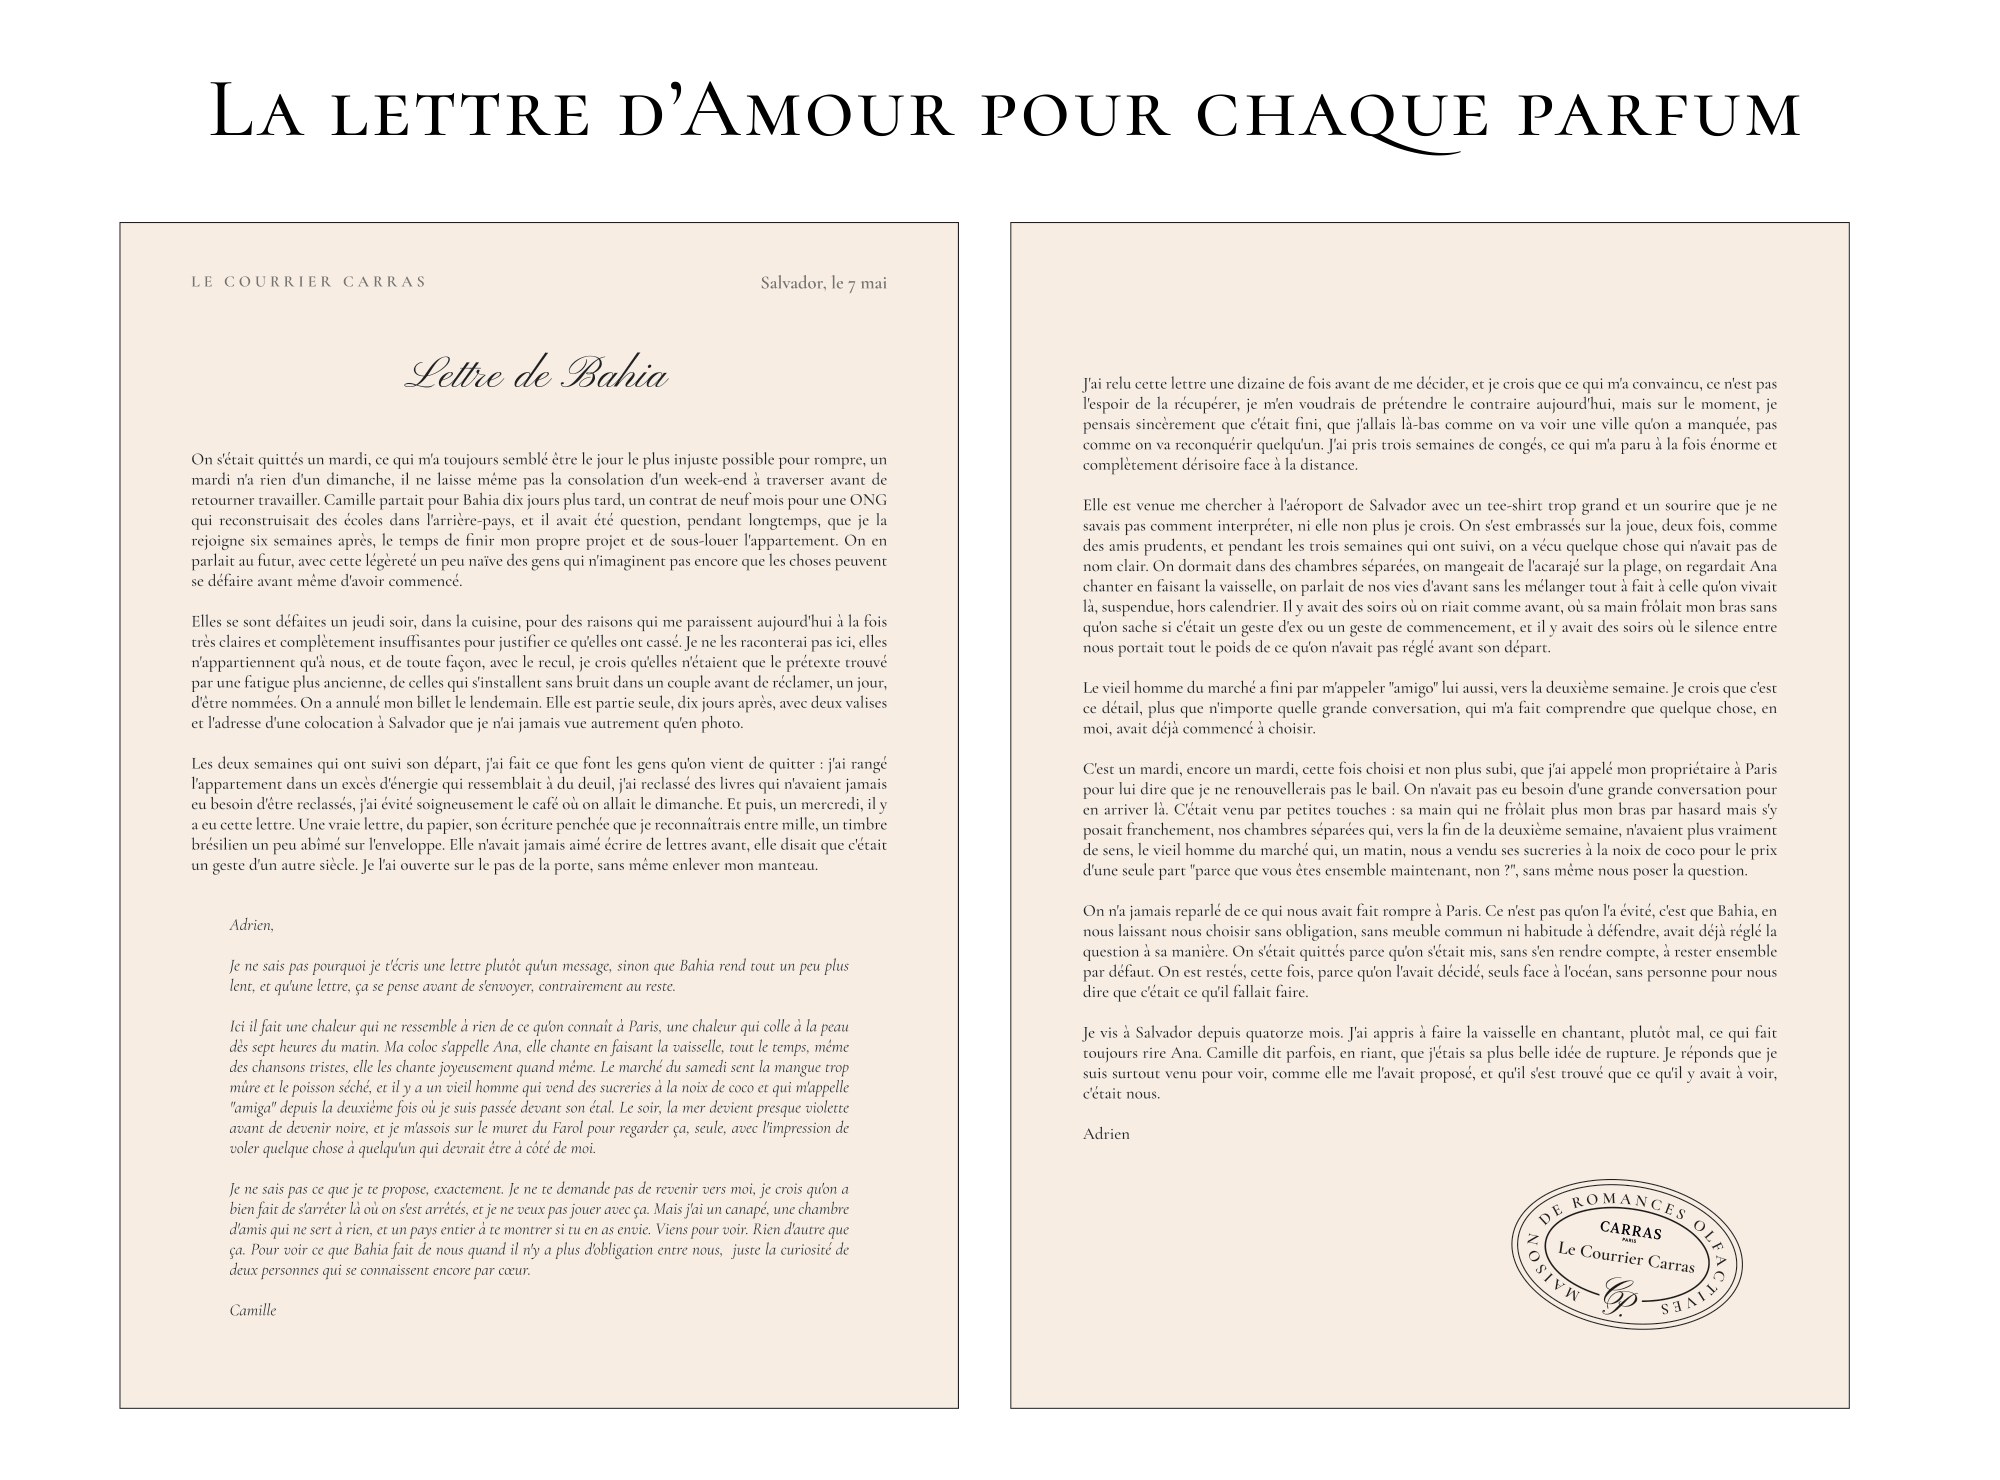 La lettre d’Amour pour chaque parfum
LE COURRIER CARRAS
Salvador, le 7 mai
Lettre de Bahia
On s'était quittés un mardi, ce qui m'a toujours semblé être le jour le plus injuste possible pour rompre, un
mardi n'a rien d'un dimanche, il ne laisse même pas la consolation d'un week-end à traverser avant de
retourner travailler. Camille partait pour Bahia dix jours plus tard, un contrat de neuf mois pour une ONG
qui reconstruisait des écoles dans l'arrière-pays, et il avait été question, pendant longtemps, que je la
rejoigne six semaines après, le temps de finir mon propre projet et de sous-louer l'appartement. On en
parlait au futur, avec cette légèreté un peu naïve des gens qui n'imaginent pas encore que les choses peuvent
se défaire avant même d'avoir commencé.
Elles se sont défaites un jeudi soir, dans la cuisine, pour des raisons qui me paraissent aujourd'hui à la fois
très claires et complètement insuffisantes pour justifier ce qu'elles ont cassé. Je ne les raconterai pas ici, elles
n'appartiennent qu'à nous, et de toute façon, avec le recul, je crois qu'elles n'étaient que le prétexte trouvé
par une fatigue plus ancienne, de celles qui s'installent sans bruit dans un couple avant de réclamer, un jour,
d'être nommées. On a annulé mon billet le lendemain. Elle est partie seule, dix jours après, avec deux valises
et l'adresse d'une colocation à Salvador que je n'ai jamais vue autrement qu'en photo.
Les deux semaines qui ont suivi son départ, j'ai fait ce que font les gens qu'on vient de quitter : j'ai rangé
l'appartement dans un excès d'énergie qui ressemblait à du deuil, j'ai reclassé des livres qui n'avaient jamais
eu besoin d'être reclassés, j'ai évité soigneusement le café où on allait le dimanche. Et puis, un mercredi, il y
a eu cette lettre. Une vraie lettre, du papier, son écriture penchée que je reconnaîtrais entre mille, un timbre
brésilien un peu abîmé sur l'enveloppe. Elle n'avait jamais aimé écrire de lettres avant, elle disait que c'était
un geste d'un autre siècle. Je l'ai ouverte sur le pas de la porte, sans même enlever mon manteau.
Adrien,
Je ne sais pas pourquoi je t'écris une lettre plutôt qu'un message, sinon que Bahia rend tout un peu plus
lent, et qu'une lettre, ça se pense avant de s'envoyer, contrairement au reste.
Ici il fait une chaleur qui ne ressemble à rien de ce qu'on connaît à Paris, une chaleur qui colle à la peau
dès sept heures du matin. Ma coloc s'appelle Ana, elle chante en faisant la vaisselle, tout le temps, même
des chansons tristes, elle les chante joyeusement quand même. Le marché du samedi sent la mangue trop
mûre et le poisson séché, et il y a un vieil homme qui vend des sucreries à la noix de coco et qui m'appelle
"amiga" depuis la deuxième fois où je suis passée devant son étal. Le soir, la mer devient presque violette
avant de devenir noire, et je m'assois sur le muret du Farol pour regarder ça, seule, avec l'impression de
voler quelque chose à quelqu'un qui devrait être à côté de moi.
Je ne sais pas ce que je te propose, exactement. Je ne te demande pas de revenir vers moi, je crois qu'on a
bien fait de s'arrêter là où on s'est arrêtés, et je ne veux pas jouer avec ça. Mais j'ai un canapé, une chambre
d'amis qui ne sert à rien, et un pays entier à te montrer si tu en as envie. Viens pour voir. Rien d'autre que
ça. Pour voir ce que Bahia fait de nous quand il n'y a plus d'obligation entre nous, juste la curiosité de
deux personnes qui se connaissent encore par cœur.
Camille
J'ai relu cette lettre une dizaine de fois avant de me décider, et je crois que ce qui m'a convaincu, ce n'est pas
l'espoir de la récupérer, je m'en voudrais de prétendre le contraire aujourd'hui, mais sur le moment, je
pensais sincèrement que c'était fini, que j'allais là-bas comme on va voir une ville qu'on a manquée, pas
comme on va reconquérir quelqu'un. J'ai pris trois semaines de congés, ce qui m'a paru à la fois énorme et
complètement dérisoire face à la distance.
Elle est venue me chercher à l'aéroport de Salvador avec un tee-shirt trop grand et un sourire que je ne
savais pas comment interpréter, ni elle non plus je crois. On s'est embrassés sur la joue, deux fois, comme
des amis prudents, et pendant les trois semaines qui ont suivi, on a vécu quelque chose qui n'avait pas de
nom clair. On dormait dans des chambres séparées, on mangeait de l'acarajé sur la plage, on regardait Ana
chanter en faisant la vaisselle, on parlait de nos vies d'avant sans les mélanger tout à fait à celle qu'on vivait
là, suspendue, hors calendrier. Il y avait des soirs où on riait comme avant, où sa main frôlait mon bras sans
qu'on sache si c'était un geste d'ex ou un geste de commencement, et il y avait des soirs où le silence entre
nous portait tout le poids de ce qu'on n'avait pas réglé avant son départ.
Le vieil homme du marché a fini par m'appeler "amigo" lui aussi, vers la deuxième semaine. Je crois que c'est
ce détail, plus que n'importe quelle grande conversation, qui m'a fait comprendre que quelque chose, en
moi, avait déjà commencé à choisir.
C'est un mardi, encore un mardi, cette fois choisi et non plus subi, que j'ai appelé mon propriétaire à Paris
pour lui dire que je ne renouvellerais pas le bail. On n'avait pas eu besoin d'une grande conversation pour
en arriver là. C'était venu par petites touches : sa main qui ne frôlait plus mon bras par hasard mais s'y
posait franchement, nos chambres séparées qui, vers la fin de la deuxième semaine, n'avaient plus vraiment
de sens, le vieil homme du marché qui, un matin, nous a vendu ses sucreries à la noix de coco pour le prix
d'une seule part "parce que vous êtes ensemble maintenant, non ?", sans même nous poser la question.
On n'a jamais reparlé de ce qui nous avait fait rompre à Paris. Ce n'est pas qu'on l'a évité, c'est que Bahia, en
nous laissant nous choisir sans obligation, sans meuble commun ni habitude à défendre, avait déjà réglé la
question à sa manière. On s'était quittés parce qu'on s'était mis, sans s'en rendre compte, à rester ensemble
par défaut. On est restés, cette fois, parce qu'on l'avait décidé, seuls face à l'océan, sans personne pour nous
dire que c'était ce qu'il fallait faire.
Je vis à Salvador depuis quatorze mois. J'ai appris à faire la vaisselle en chantant, plutôt mal, ce qui fait
toujours rire Ana. Camille dit parfois, en riant, que j'étais sa plus belle idée de rupture. Je réponds que je
suis surtout venu pour voir, comme elle me l'avait proposé, et qu'il s'est trouvé que ce qu'il y avait à voir,
c'était nous.
Adrien
MAISON DE ROMANCES OLFACTIVES
CARRAS
PARIS
Le Courrier Carras
CP.